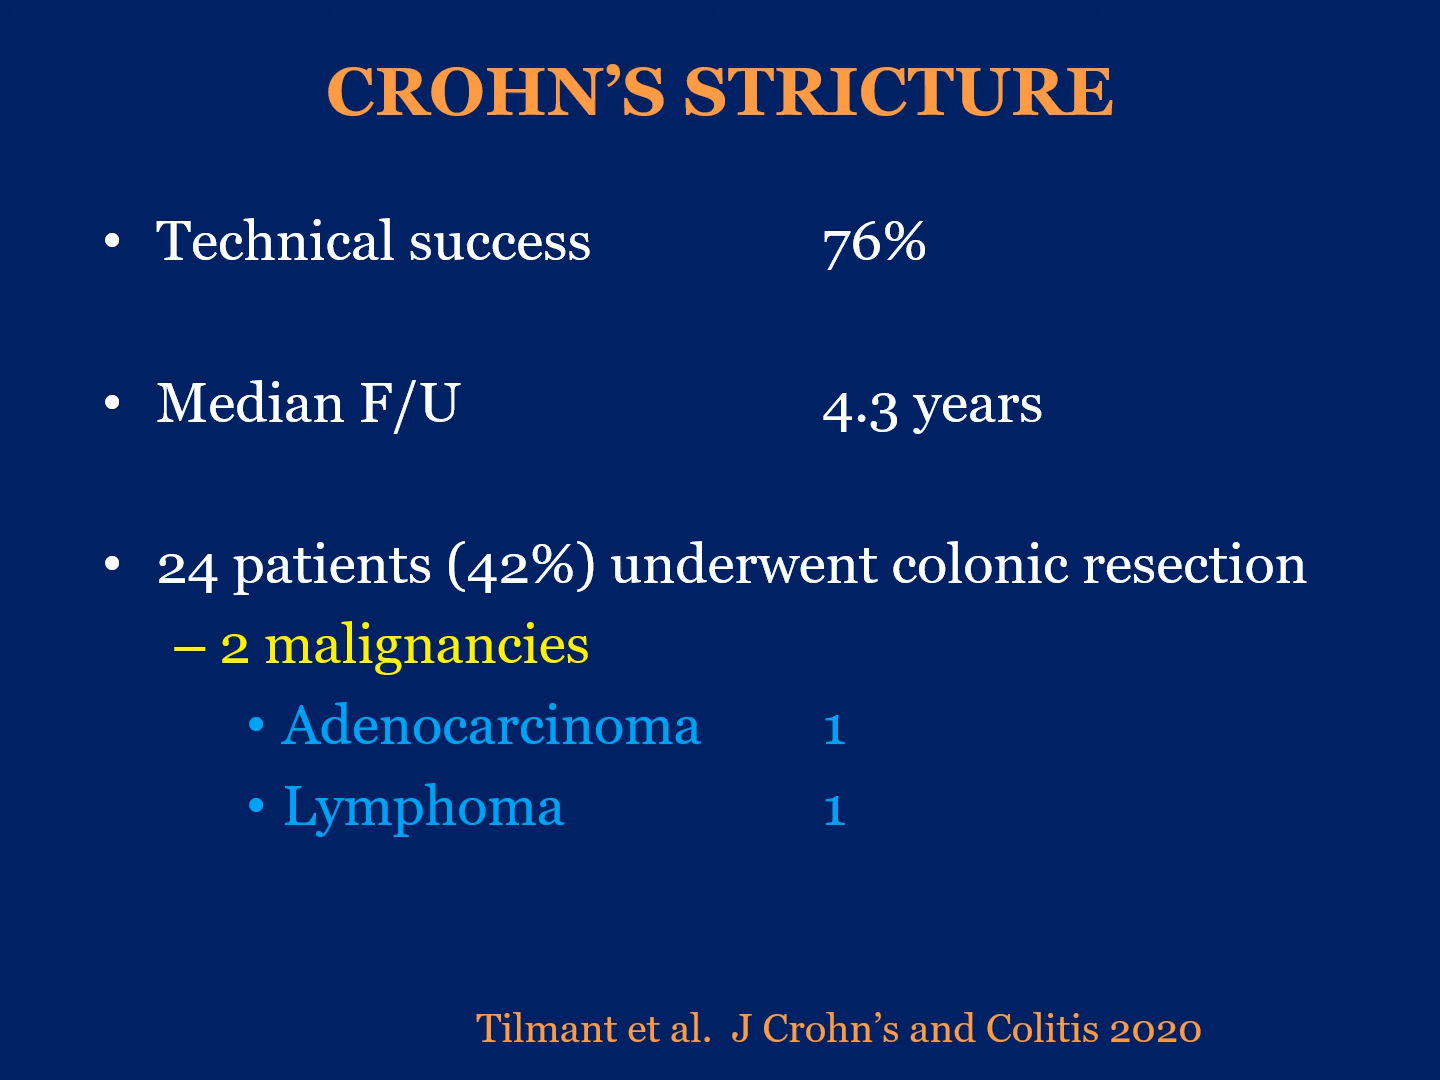 CROHN’S STRICTURE
• Technical success 76%
• Median F/U 4.3 years
• 24 patients (42%) underwent colonic resection
– 2 malignancies
• Adenocarcinoma 1
• Lymphoma 1
Tilmant et al. J Crohn’s and Colitis 2020